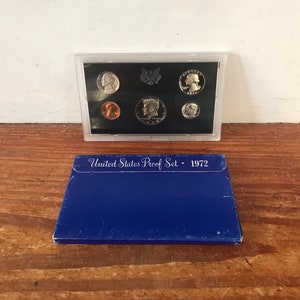 United States Proof Set · 1972